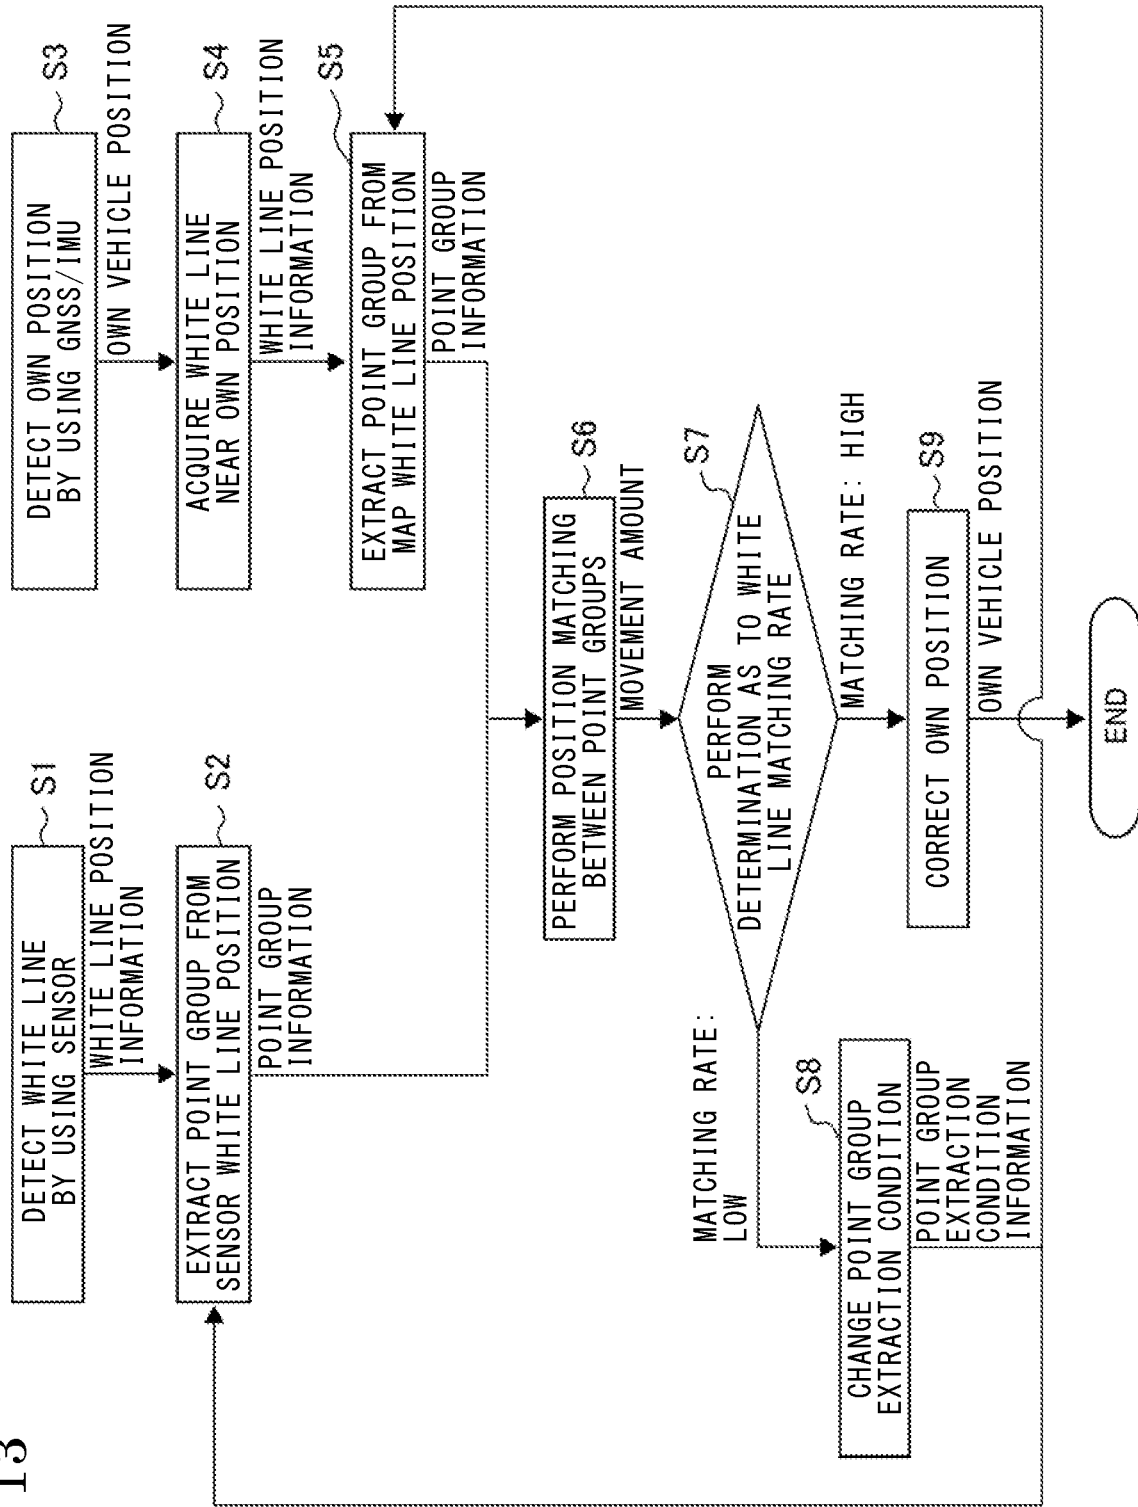 13
DETECT WHITE LINE
BY USING SENSOR
S1
WHITE LINE POSITION
INFORMATION
EXTRACT POINT GROUP FROM
SENSOR WHITE LINE POSITION
S2
POINT GROUP
INFORMATION
DETECT OWN POSITION
BY USING GNSS/IMU
S3
OWN VEHICLE POSITION
ACQUIRE WHITE LINE
NEAR OWN POSITION
S4
WHITE LINE POSITION
INFORMATION
EXTRACT POINT GROUP FROM
MAP WHITE LINE POSITION
S5
POINT GROUP
INFORMATION
PERFORM POSITION MATCHING
BETWEEN POINT GROUPS
S6
MOVEMENT AMOUNT
PERFORM
DETERMINATION AS TO WHITE
LINE MATCHING RATE
S7
MATCHING RATE:
LOW
MATCHING RATE: HIGH
CHANGE POINT GROUP
EXTRACTION CONDITION
S8
POINT GROUP
EXTRACTION
CONDITION
INFORMATION
CORRECT OWN POSITION
S9
OWN VEHICLE POSITION
END